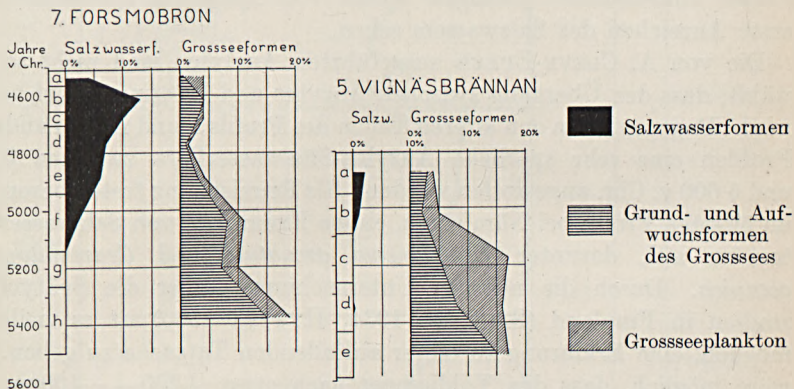 7. FORSMOBRON
Jahre v Chr.
Salzwasserf.
Grossseeformen
0 10% 0% 10% 20%
a
4600
b
c
4800
d
e
5000
f
5200
g
5400
h
5600
5. VIGNÄSBRÄNNAN
Salzw. Grossseeformen
0% 10% 10% 20%
a
b
c
d
e
Salzwasserformen
Grund- und Auf-
wuchsformen
des Grosssees
Grossseeplankton